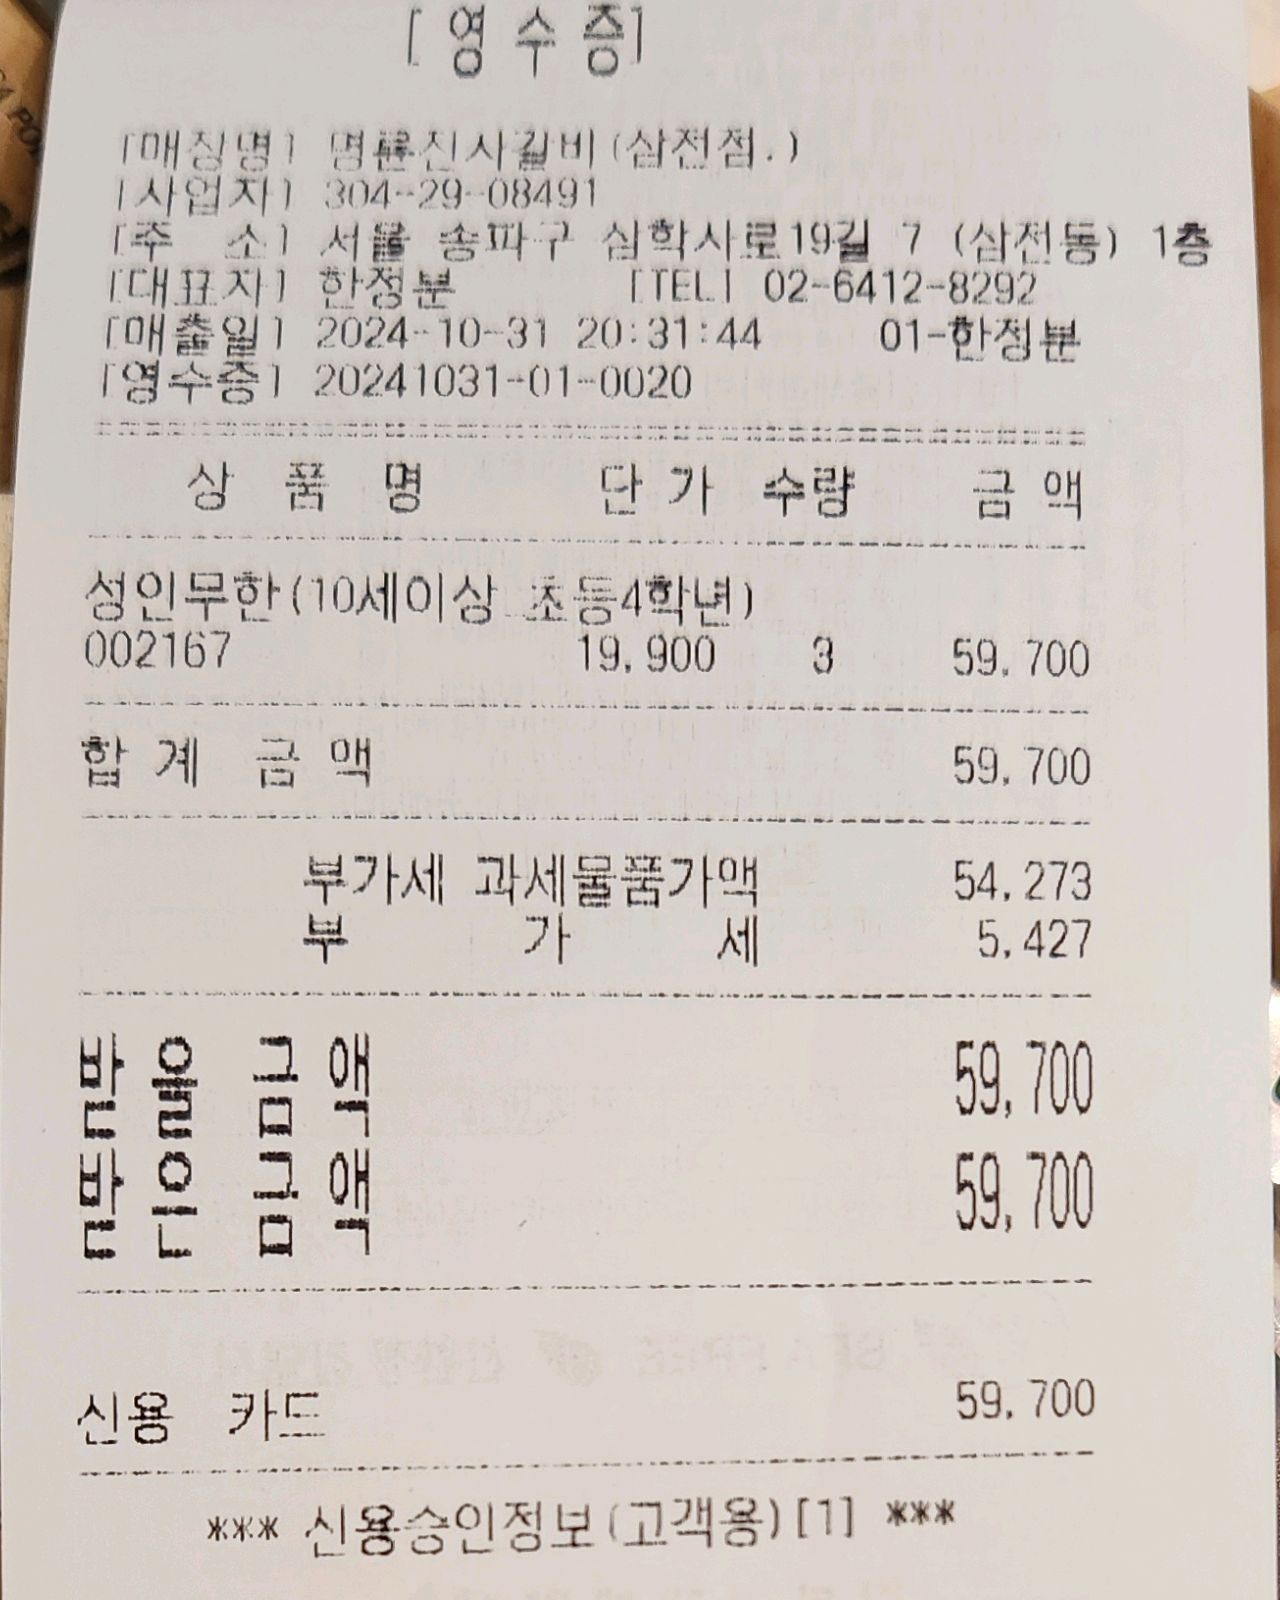 [ 영 수 증]
[매장명] 명륜진사갈비(삼전점.)
[사업자] 304-29-08491
[주 소] 서울 송파구 삼학사로19길 7 (삼전동) 1층
[대표자] 한정분 [TEL] 02-6412-8292
[매출일] 2024-10-31 20:31:44 01-한정분
[영수증] 20241031-01-0020
상 품 명 단 가 수량 금 액
성인무한(10세이상 초등4학년)
002167 19,900 3 59,700
합 계 금 액 59,700
부가세 과세물품가액 54,273
부 가 세 5,427
받 을 금 액 59,700
받 은 금 액 59,700
신용 카드 59,700
*** 신용승인정보(고객용)[1] ***